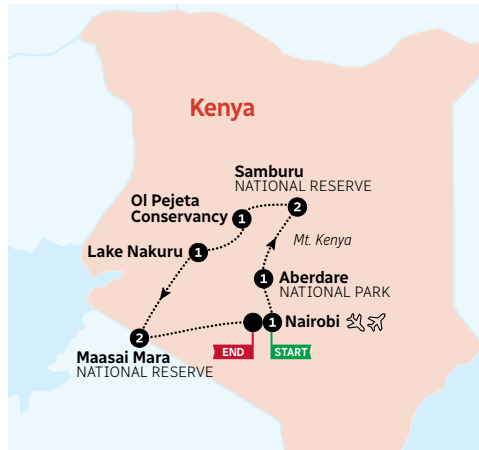 Kenya
Samburu
NATIONAL RESERVE
2
Ol Pejeta
Conservancy
1
Mt. Kenya
Lake Nakuru
1
1
Aberdare
NATIONAL PARK
1
Nairobi
2
Maasai Mara
NATIONAL RESERVE
END
START